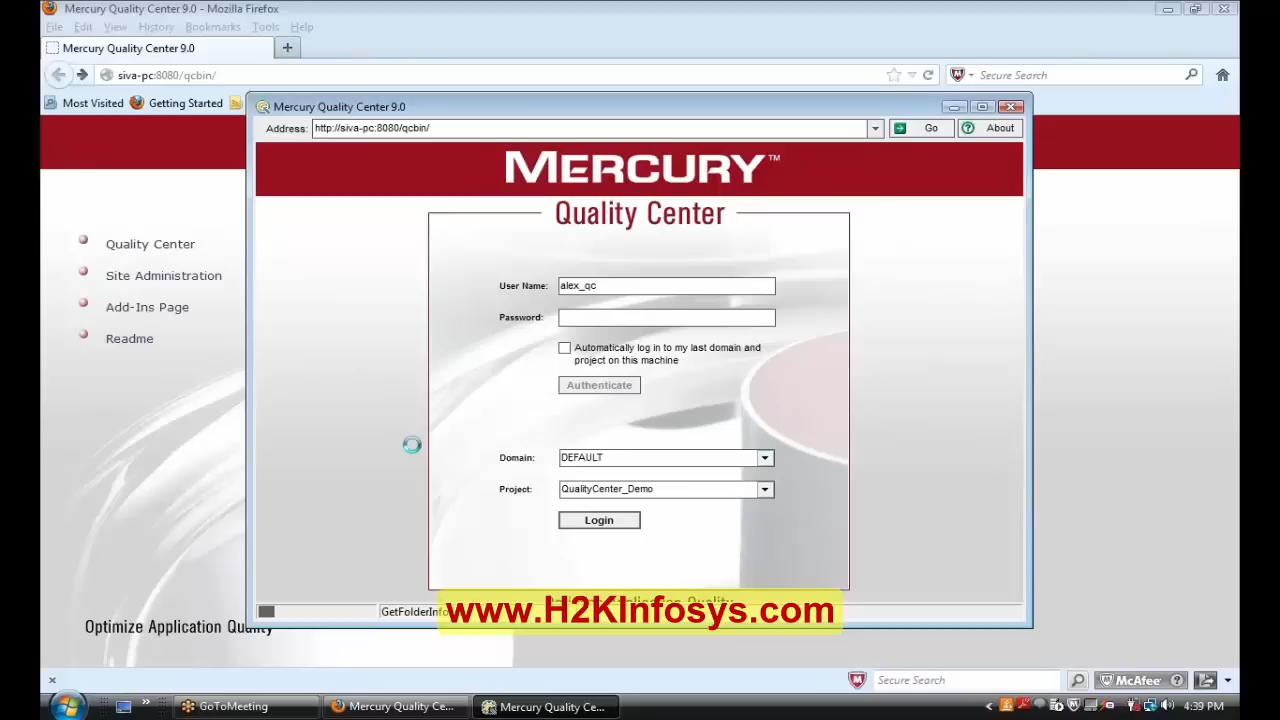 Mercury Quality Center 9.0 - Mozilla Firefox
File Edit View History Bookmarks Tools Help
Mercury Quality Center 9.0
siva-pc:8080/qcbin/
Secure Search
Most Visited Getting Started
Mercury Quality Center 9.0
Address: http://siva-pc:8080/qcbin/ Go About
MERCURY™
Quality Center
Quality Center
Site Administration
Add-Ins Page
Readme
User Name: alex_qc
Password:
Automatically log in to my last domain and
project on this machine
Authenticate
Domain: DEFAULT
Project: QualityCenter_Demo
Login
www.H2KInfosys.com
Optimize Application Quality
Secure Search McAfee
GoToMeeting Mercury Quality Ce... Mercury Quality Ce... 4:39 PM